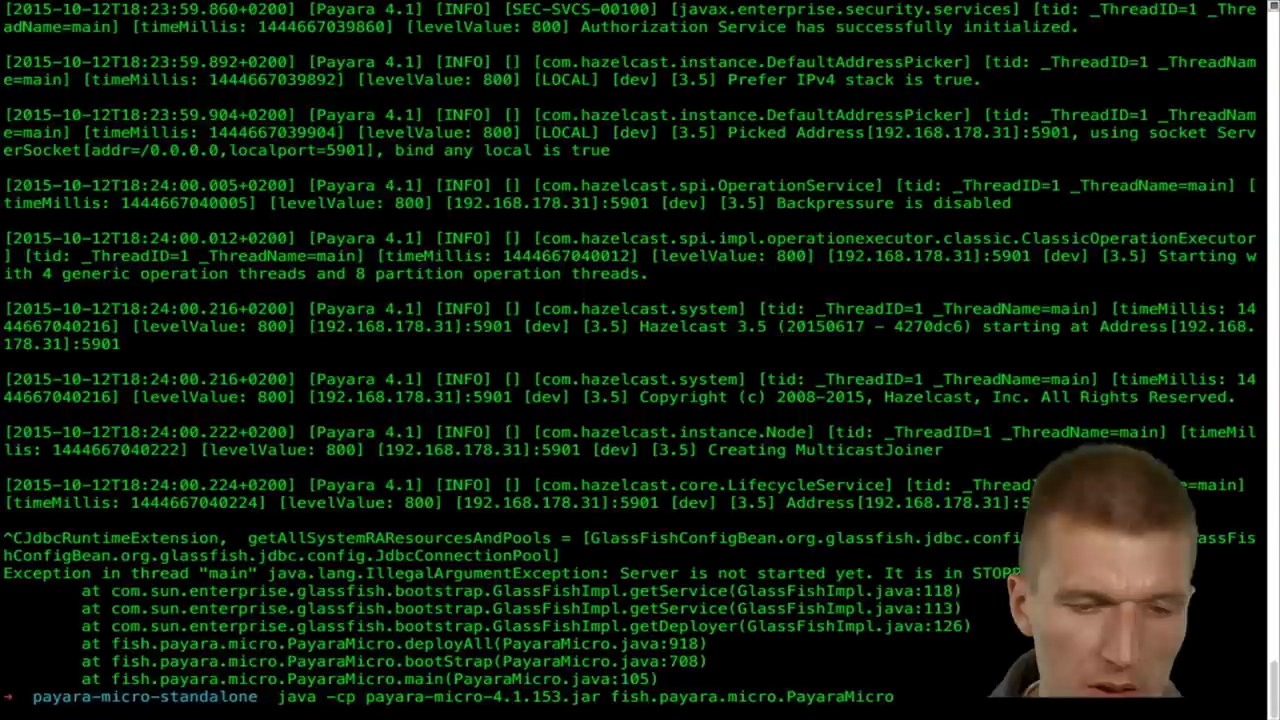 [2015-10-12T18:23:59.860+0200] [Payara 4.1] [INFO] [SEC-SVCS-00100] [javax.enterprise.security.services] [tid: _ThreadID=1 _Thre
adName=main] [timeMillis: 1444667039860] [levelValue: 800] Authorization Service has successfully initialized.
[2015-10-12T18:23:59.892+0200] [Payara 4.1] [INFO] [] [com.hazelcast.instance.DefaultAddressPicker] [tid: _ThreadID=1 _ThreadNam
e=main] [timeMillis: 1444667039892] [levelValue: 800] [LOCAL] [dev] [3.5] Prefer IPv4 stack is true.
[2015-10-12T18:23:59.904+0200] [Payara 4.1] [INFO] [] [com.hazelcast.instance.DefaultAddressPicker] [tid: _ThreadID=1 _ThreadNam
e=main] [timeMillis: 1444667039904] [levelValue: 800] [LOCAL] [dev] [3.5] Picked Address[192.168.178.31]:5901, using socket Serv
erSocket[addr=/0.0.0.0,localport=5901], bind any local is true
[2015-10-12T18:24:00.005+0200] [Payara 4.1] [INFO] [] [com.hazelcast.spi.OperationService] [tid: _ThreadID=1 _ThreadName=main] [
timeMillis: 1444667040005] [levelValue: 800] [192.168.178.31]:5901 [dev] [3.5] Backpressure is disabled
[2015-10-12T18:24:00.012+0200] [Payara 4.1] [INFO] [] [com.hazelcast.spi.impl.operationexecutor.classic.ClassicOperationExecutor
] [tid: _ThreadID=1 _ThreadName=main] [timeMillis: 1444667040012] [levelValue: 800] [192.168.178.31]:5901 [dev] [3.5] Starting w
ith 4 generic operation threads and 8 partition operation threads.
[2015-10-12T18:24:00.216+0200] [Payara 4.1] [INFO] [] [com.hazelcast.system] [tid: _ThreadID=1 _ThreadName=main] [timeMillis: 14
44667040216] [levelValue: 800] [192.168.178.31]:5901 [dev] [3.5] Hazelcast 3.5 (20150617 - 4270dc6) starting at Address[192.168.
178.31]:5901
[2015-10-12T18:24:00.216+0200] [Payara 4.1] [INFO] [] [com.hazelcast.system] [tid: _ThreadID=1 _ThreadName=main] [timeMillis: 14
44667040216] [levelValue: 800] [192.168.178.31]:5901 [dev] [3.5] Copyright (c) 2008-2015, Hazelcast, Inc. All Rights Reserved.
[2015-10-12T18:24:00.222+0200] [Payara 4.1] [INFO] [] [com.hazelcast.instance.Node] [tid: _ThreadID=1 _ThreadName=main] [timeMil
lis: 1444667040222] [levelValue: 800] [192.168.178.31]:5901 [dev] [3.5] Creating MulticastJoiner
[2015-10-12T18:24:00.224+0200] [Payara 4.1] [INFO] [] [com.hazelcast.core.LifecycleService] [tid: _Thread =main]
[timeMillis: 1444667040224] [levelValue: 800] [192.168.178.31]:5901 [dev] [3.5] Address[192.168.178.31]:5
^CJdbcRuntimeExtension,  getAllSystemRAResourcesAndPools = [GlassFishConfigBean.org.glassfish.jdbc.conf assFis
hConfigBean.org.glassfish.jdbc.config.JdbcConnectionPool]
Exception in thread "main" java.lang.IllegalArgumentException: Server is not started yet. It is in STOPP
at com.sun.enterprise.glassfish.bootstrap.GlassFishImpl.getService(GlassFishImpl.java:118)
at com.sun.enterprise.glassfish.bootstrap.GlassFishImpl.getService(GlassFishImpl.java:113)
at com.sun.enterprise.glassfish.bootstrap.GlassFishImpl.getDeployer(GlassFishImpl.java:126)
at fish.payara.micro.PayaraMicro.deployAll(PayaraMicro.java:918)
at fish.payara.micro.PayaraMicro.bootStrap(PayaraMicro.java:708)
at fish.payara.micro.PayaraMicro.main(PayaraMicro.java:105)
→  payara-micro-standalone  java -cp payara-micro-4.1.153.jar fish.payara.micro.PayaraMicro